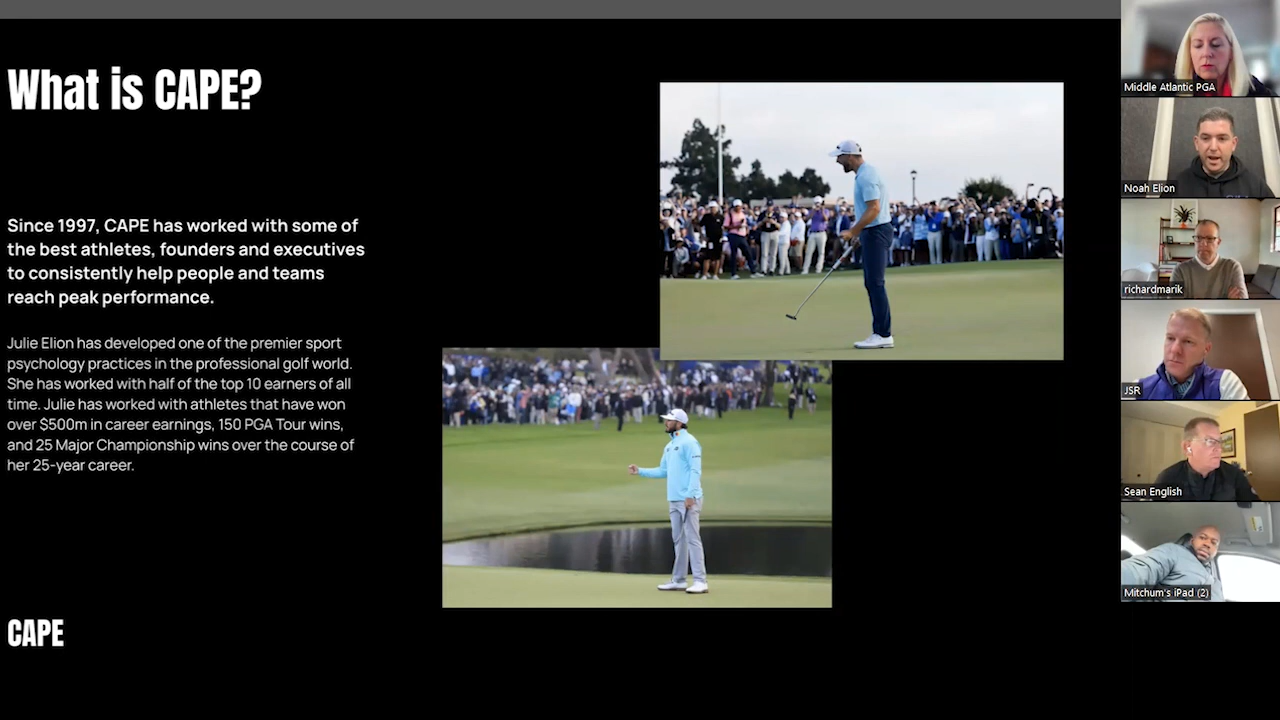 What is CAPE?
Since 1997, CAPE has worked with some of
the best athletes, founders and executives
to consistently help people and teams
reach peak performance.
Julie Elion has developed one of the premier sport
psychology practices in the professional golf world.
She has worked with half of the top 10 earners of all
time. Julie has worked with athletes that have won
over $500m in career earnings, 150 PGA Tour wins,
and 25 Major Championship wins over the course of
her 25-year career.
CAPE
Middle Atlantic PGA
Noah Elion
richardmarik
JSR
Sean English
Mitchum's iPad (2)